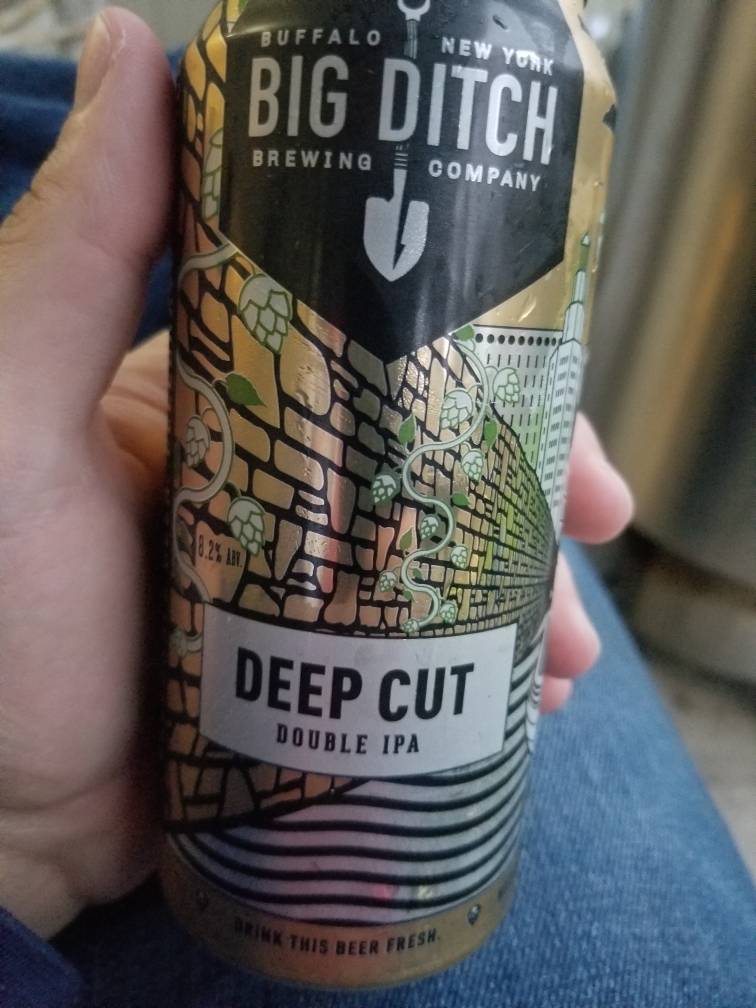 BUFFALO NEW YORK
BIG DITCH
BREWING COMPANY
8.2% ABV.
DEEP CUT
DOUBLE IPA
DRINK THIS BEER FRESH.